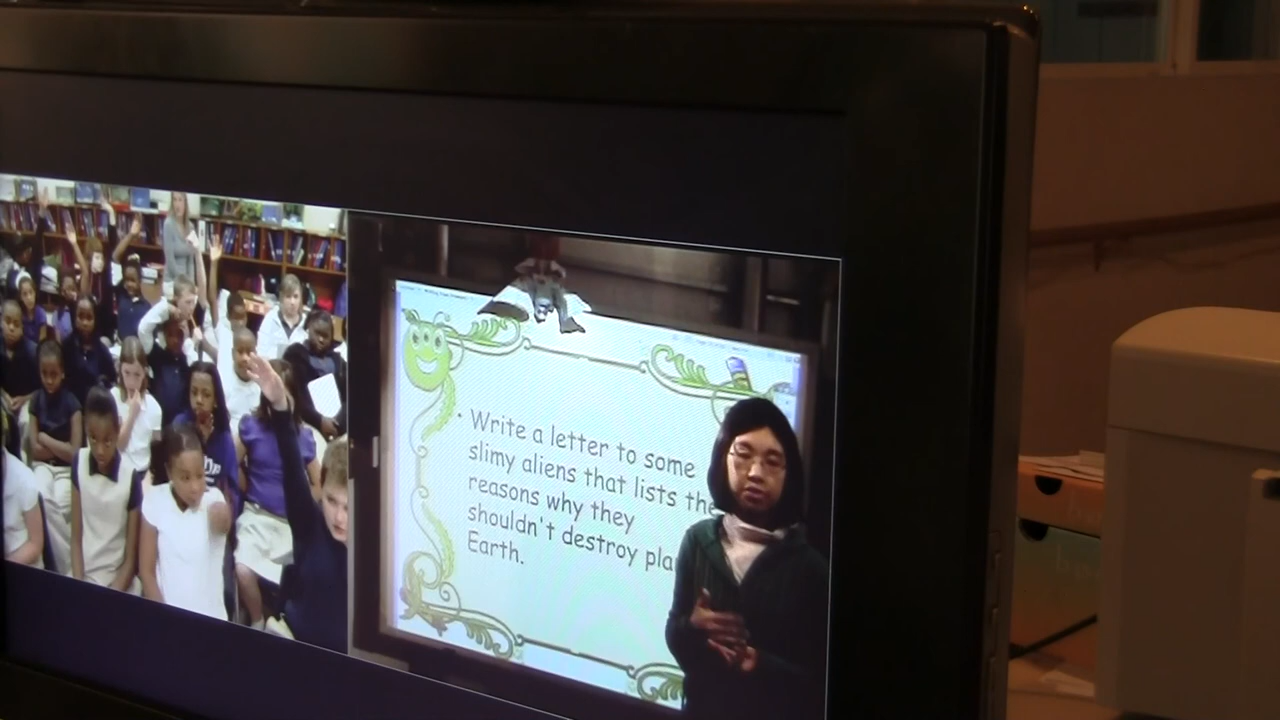 • Write a letter to some
slimy aliens that lists the
reasons why they
shouldn't destroy pla
Earth.